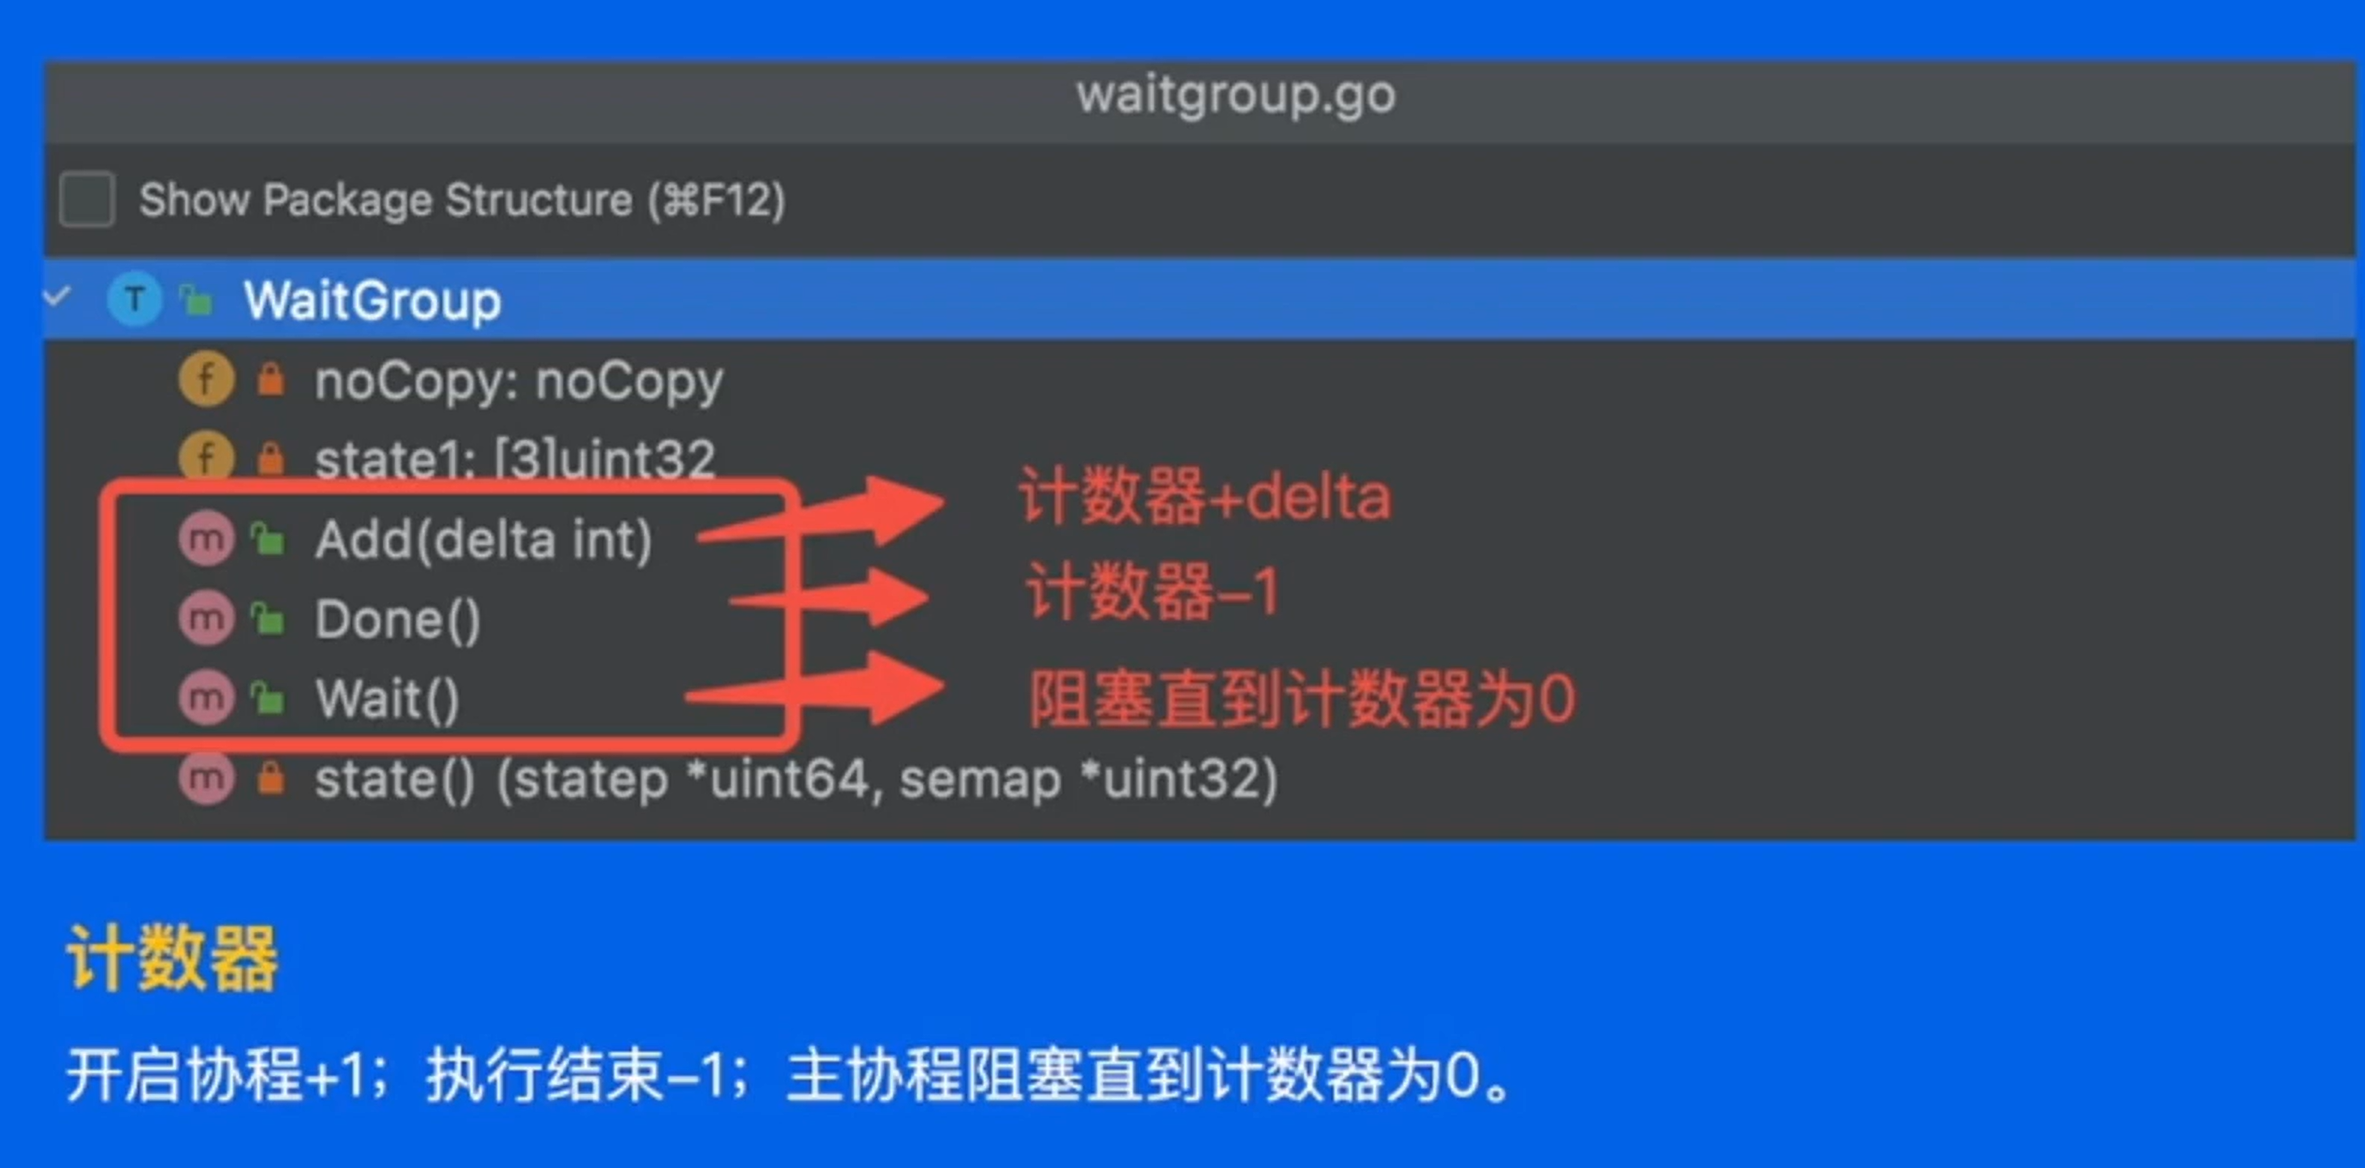 waitgroup.go
Show Package Structure (⌘F12)
T WaitGroup
f noCopy: noCopy
f state1: [3]uint32
m Add(delta int) 计数器+delta
m Done() 计数器-1
m Wait() 阻塞直到计数器为0
m state() (statep *uint64, semap *uint32)
计数器
开启协程+1；执行结束-1；主协程阻塞直到计数器为0。